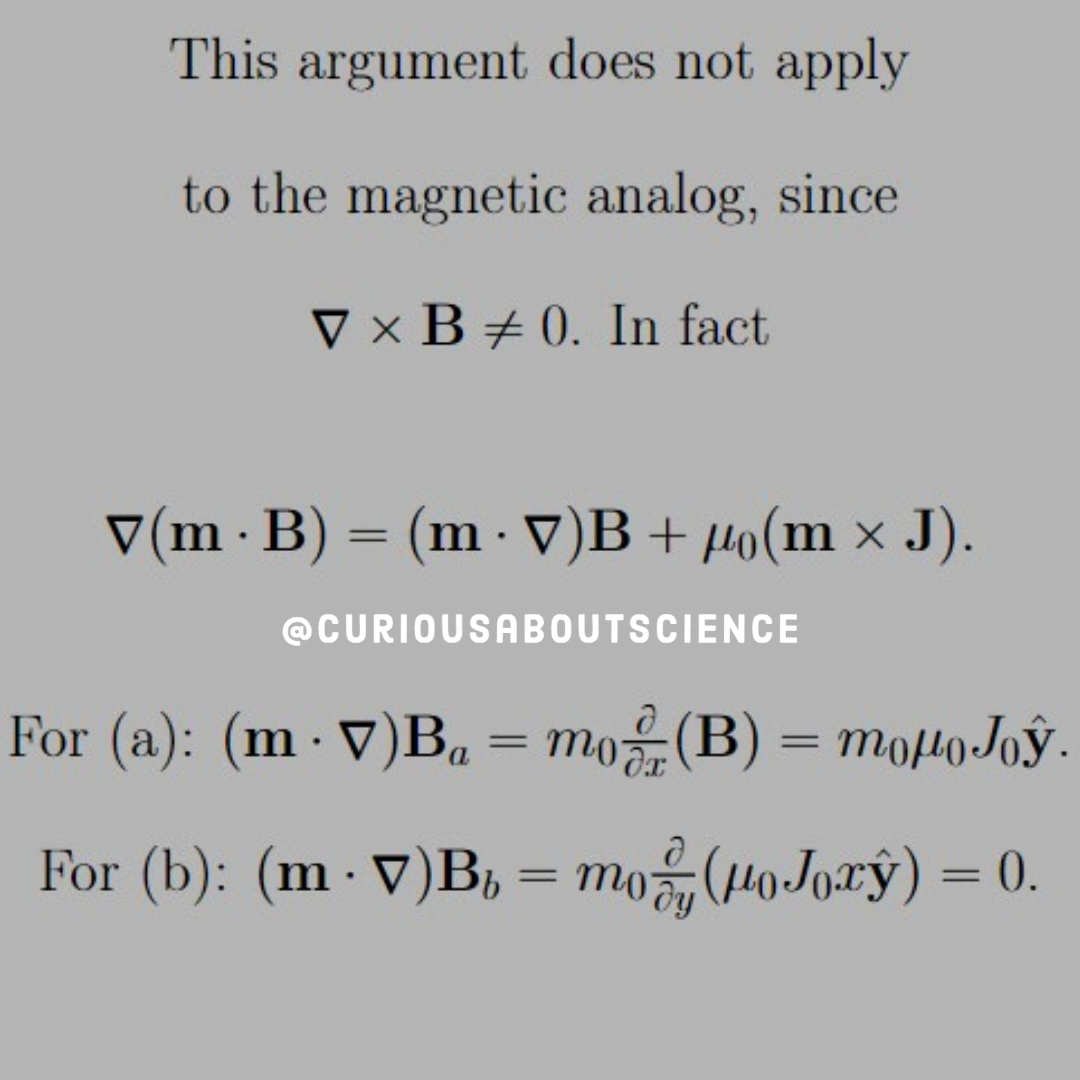 This argument does not apply
to the magnetic analog, since
∇ × B ≠ 0. In fact
∇(m · B) = (m · ∇)B + μ₀(m × J).
@CURIOUSABOUTSCIENCE
For (a): (m · ∇)Bₐ = m₀ ∂/∂x (B) = m₀μ₀J₀ŷ.
For (b): (m · ∇)B_b = m₀ ∂/∂y (μ₀J₀xŷ) = 0.